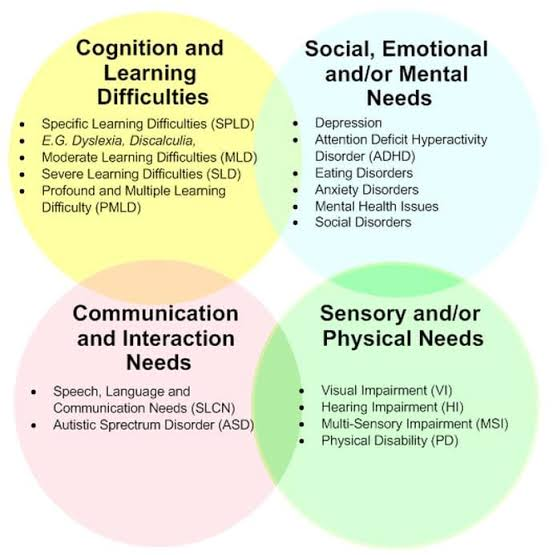 Cognition and
Learning
Difficulties
• Specific Learning Difficulties (SPLD)
• E.G. Dyslexia, Discalculia,
• Moderate Learning Difficulties (MLD)
• Severe Learning Difficulties (SLD)
• Profound and Multiple Learning
Difficulty (PMLD)
Social, Emotional
and/or Mental
Needs
• Depression
• Attention Deficit Hyperactivity
Disorder (ADHD)
• Eating Disorders
• Anxiety Disorders
• Mental Health Issues
• Social Disorders
Communication
and Interaction
Needs
• Speech, Language and
Communication Needs (SLCN)
• Autistic Sprectrum Disorder (ASD)
Sensory and/or
Physical Needs
• Visual Impairment (VI)
• Hearing Impairment (HI)
• Multi-Sensory Impairment (MSI)
• Physical Disability (PD)